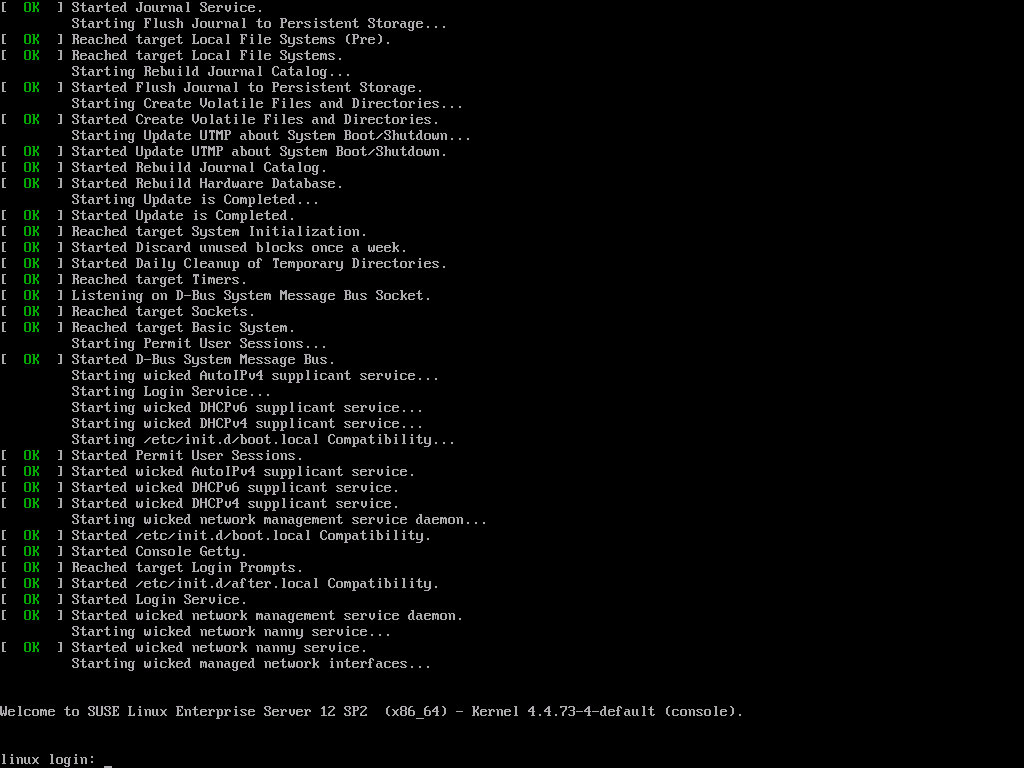 [  OK  ] Started Journal Service.
         Starting Flush Journal to Persistent Storage...
[  OK  ] Reached target Local File Systems (Pre).
[  OK  ] Reached target Local File Systems.
         Starting Rebuild Journal Catalog...
[  OK  ] Started Flush Journal to Persistent Storage.
         Starting Create Volatile Files and Directories...
[  OK  ] Started Create Volatile Files and Directories.
         Starting Update UTMP about System Boot/Shutdown...
[  OK  ] Started Update UTMP about System Boot/Shutdown.
[  OK  ] Started Rebuild Journal Catalog.
[  OK  ] Started Rebuild Hardware Database.
         Starting Update is Completed...
[  OK  ] Started Update is Completed.
[  OK  ] Reached target System Initialization.
[  OK  ] Started Discard unused blocks once a week.
[  OK  ] Started Daily Cleanup of Temporary Directories.
[  OK  ] Reached target Timers.
[  OK  ] Listening on D-Bus System Message Bus Socket.
[  OK  ] Reached target Sockets.
[  OK  ] Reached target Basic System.
         Starting Permit User Sessions...
[  OK  ] Started D-Bus System Message Bus.
         Starting wicked AutoIPv4 supplicant service...
         Starting Login Service...
         Starting wicked DHCPv6 supplicant service...
         Starting wicked DHCPv4 supplicant service...
         Starting /etc/init.d/boot.local Compatibility...
[  OK  ] Started Permit User Sessions.
[  OK  ] Started wicked AutoIPv4 supplicant service.
[  OK  ] Started wicked DHCPv6 supplicant service.
[  OK  ] Started wicked DHCPv4 supplicant service.
         Starting wicked network management service daemon...
[  OK  ] Started /etc/init.d/boot.local Compatibility.
[  OK  ] Started Console Getty.
[  OK  ] Reached target Login Prompts.
[  OK  ] Started /etc/init.d/after.local Compatibility.
[  OK  ] Started Login Service.
[  OK  ] Started wicked network management service daemon.
         Starting wicked network nanny service...
[  OK  ] Started wicked network nanny service.
         Starting wicked managed network interfaces...
Welcome to SUSE Linux Enterprise Server 12 SP2  (x86_64) - Kernel 4.4.73-4-default (console).
linux login: _